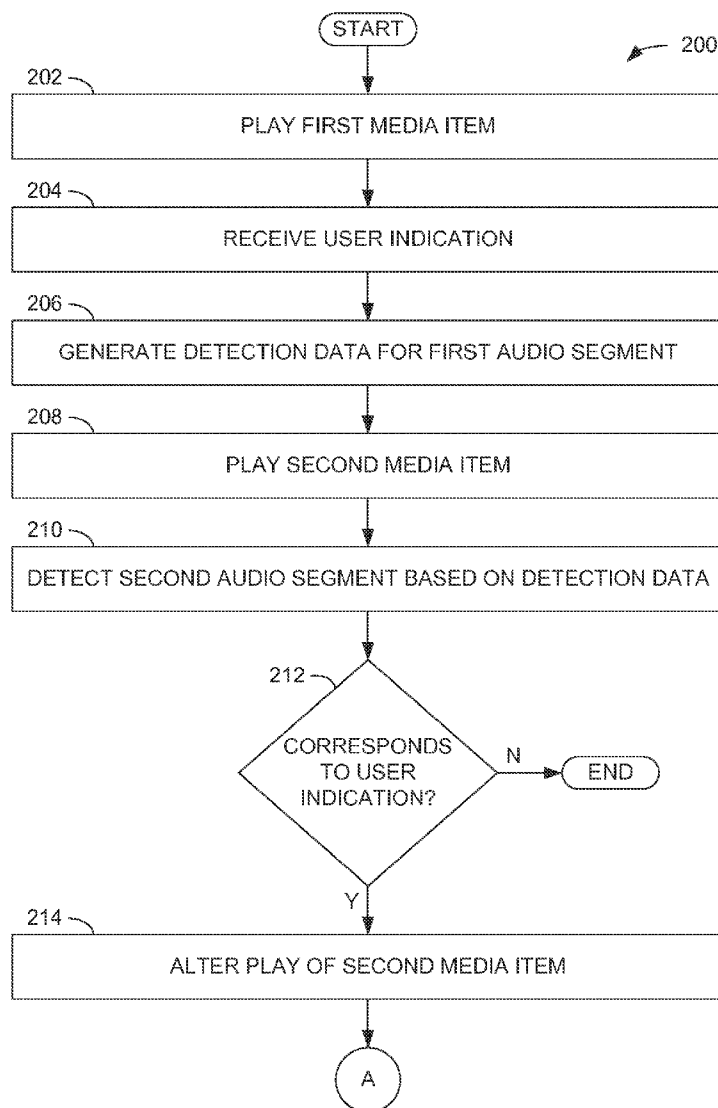 START
200
202
PLAY FIRST MEDIA ITEM
204
RECEIVE USER INDICATION
206
GENERATE DETECTION DATA FOR FIRST AUDIO SEGMENT
208
PLAY SECOND MEDIA ITEM
210
DETECT SECOND AUDIO SEGMENT BASED ON DETECTION DATA
212
CORRESPONDS
TO USER
INDICATION?
N
END
Y
214
ALTER PLAY OF SECOND MEDIA ITEM
A